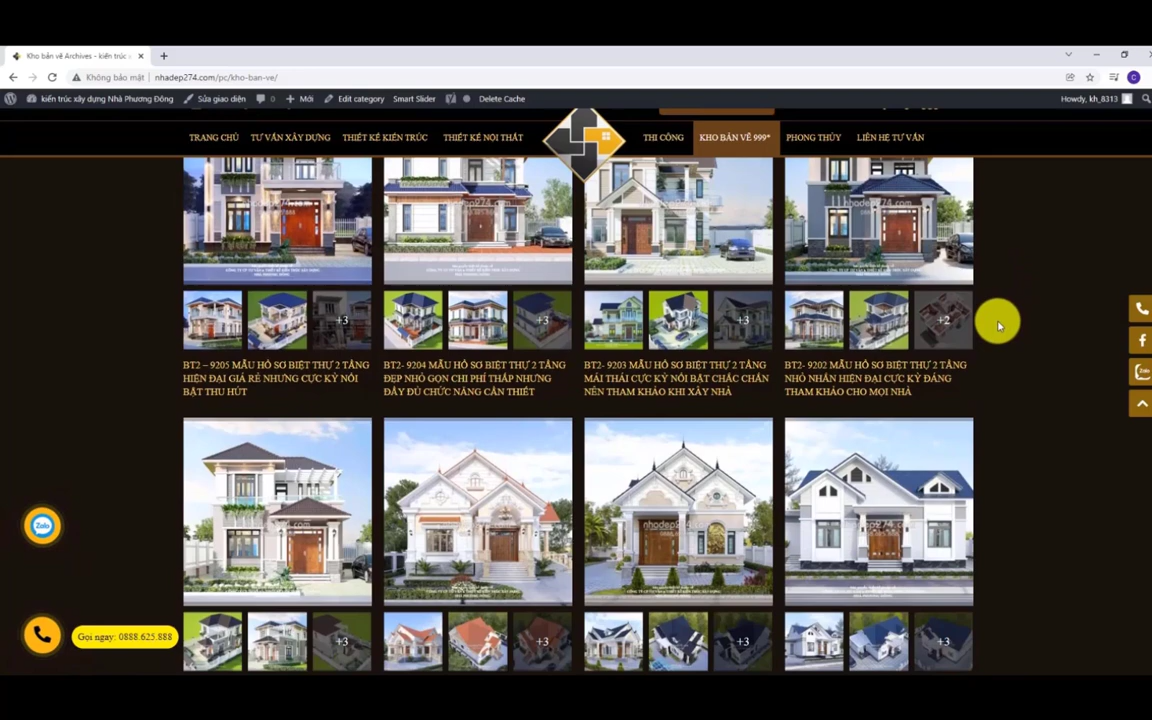 Kho bản vẽ Archives - kiến trúc
Không bảo mật | nhadep274.com/pc/kho-ban-ve/
kiến trúc xây dựng Nhà Phương Đông Sửa giao diện 0 Mới Edit category Smart Slider Delete Cache Howdy, kh_8313
TRANG CHỦ TƯ VẤN XÂY DỰNG THIẾT KẾ KIẾN TRÚC THIẾT KẾ NỘI THẤT THI CÔNG KHO BẢN VẼ 999* PHONG THỦY LIÊN HỆ TƯ VẤN
+3 +3 +3 +2
BT2 – 9205 MẪU HỒ SƠ BIỆT THỰ 2 TẦNG
HIỆN ĐẠI GIÁ RẺ NHƯNG CỰC KỲ NỔI
BẬT THU HÚT
BT2- 9204 MẪU HỒ SƠ BIỆT THỰ 2 TẦNG
ĐẸP NHỎ GỌN CHI PHÍ THẤP NHƯNG
ĐẦY ĐỦ CHỨC NĂNG CẦN THIẾT
BT2- 9203 MẪU HỒ SƠ BIỆT THỰ 2 TẦNG
MÁI THÁI CỰC KỲ NỔI BẬT CHẮC CHẮN
NÊN THAM KHẢO KHI XÂY NHÀ
BT2- 9202 MẪU HỒ SƠ BIỆT THỰ 2 TẦNG
NHỎ NHẮN HIỆN ĐẠI CỰC KỲ ĐÁNG
THAM KHẢO CHO MỌI NHÀ
nhadep274.com
Zalo
Zalo
Gọi ngay: 0888.625.888
+3 +3 +3 +3